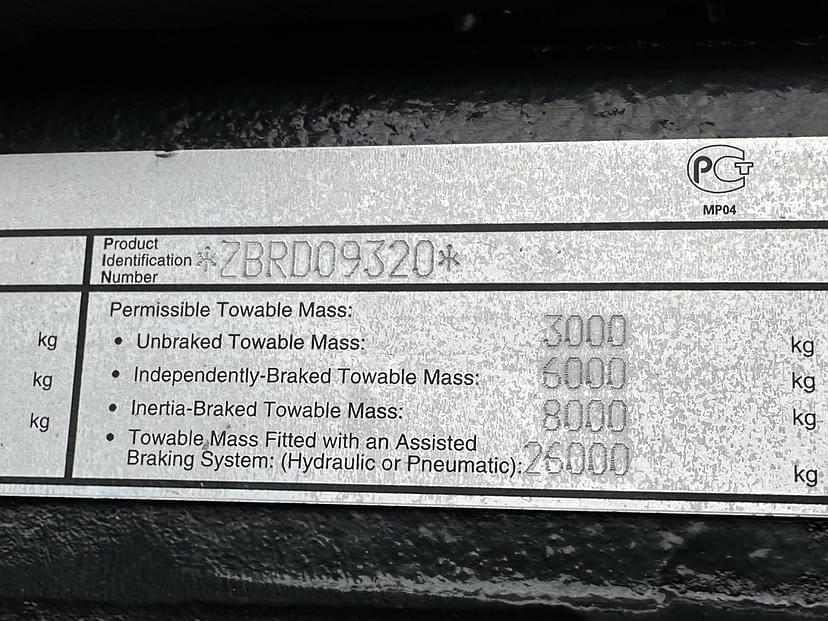 PCT
MP04
Product
Identification
Number
*ZBRD09320*
Permissible Towable Mass:
• Unbraked Towable Mass: 3000 kg
• Independently-Braked Towable Mass: 6000 kg
• Inertia-Braked Towable Mass: 8000 kg
• Towable Mass Fitted with an Assisted
Braking System: (Hydraulic or Pneumatic): 26000 kg
kg
kg
kg